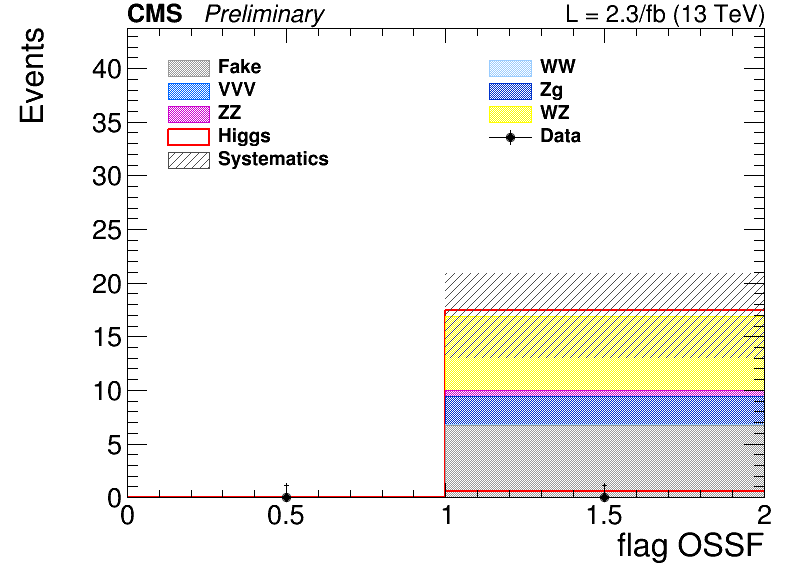 CMS Preliminary L = 2.3/fb (13 TeV)
Events
40
35
30
25
20
15
10
5
0
Fake
VVV
ZZ
Higgs
Systematics
WW
Zg
WZ
Data
0 0.5 1 1.5 2
flag OSSF